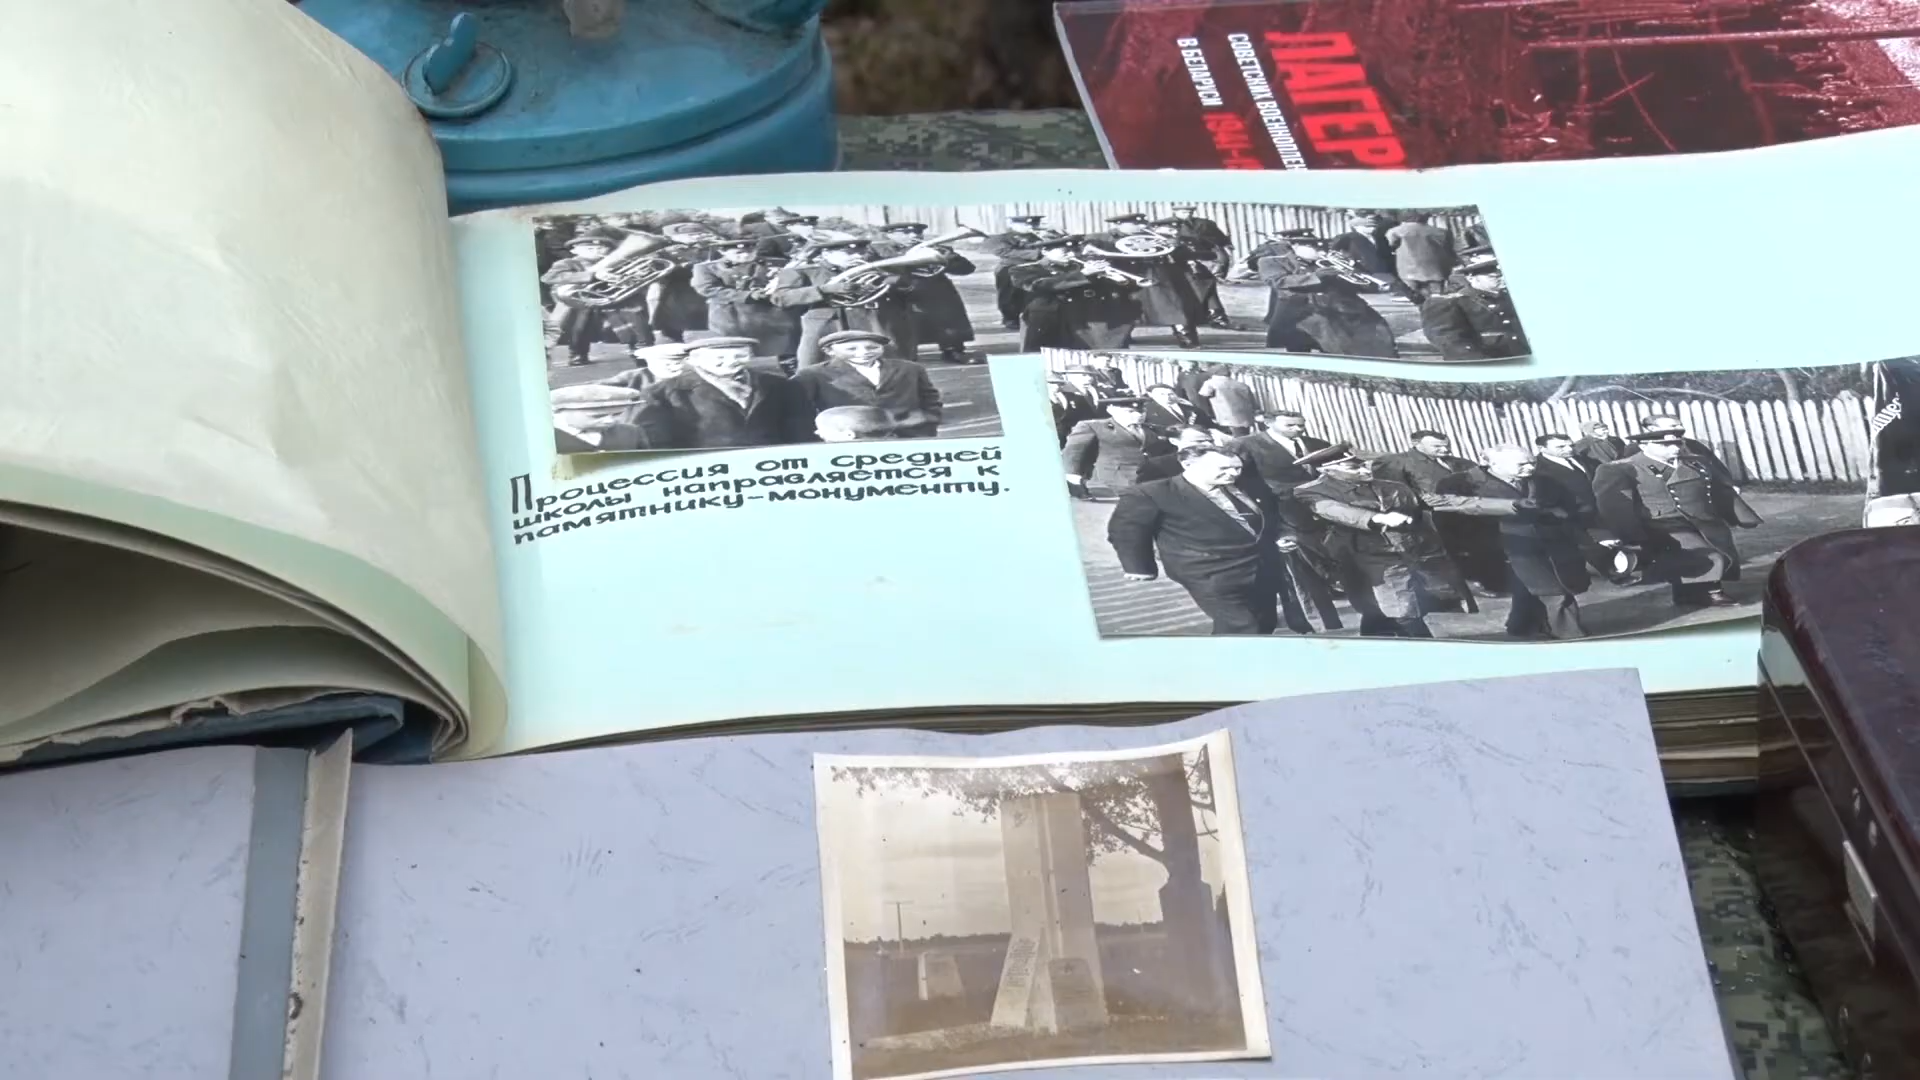 ЛАГЕР
СОВЕТСКИХ ВОЕННОПЛЕН
В БЕЛАРУСИ 1941-
Процессия от средней
школы направляется к
памятнику-монументу.